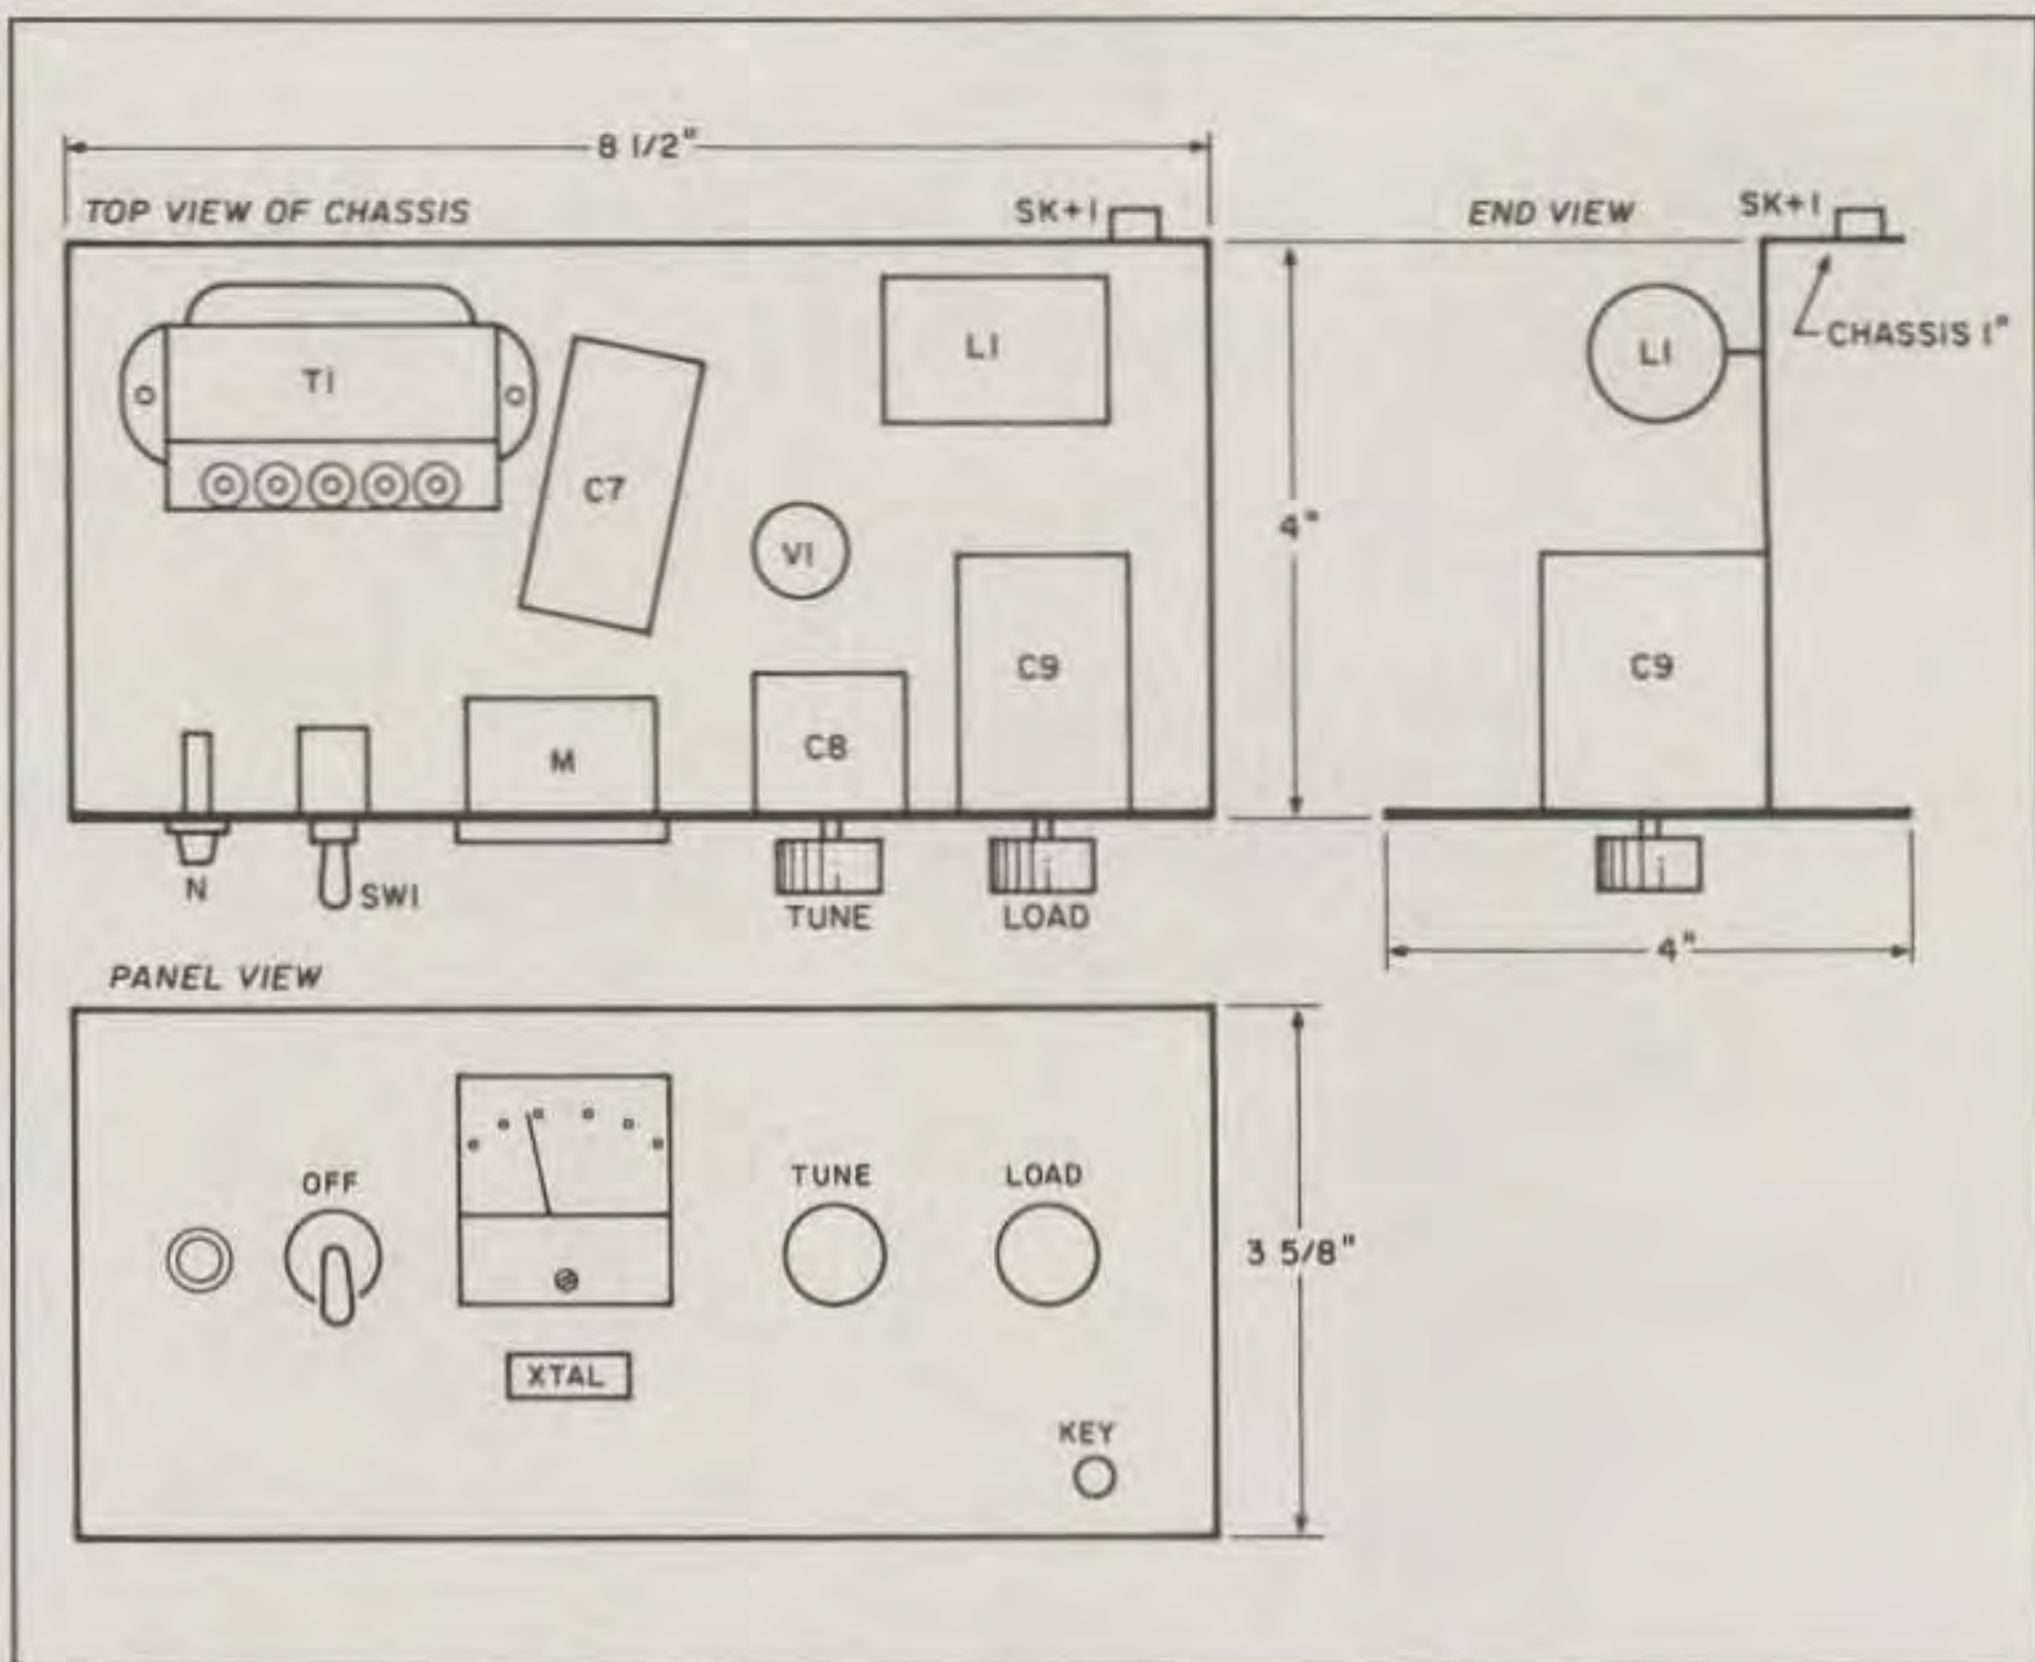 8 1/2"
TOP VIEW OF CHASSIS
SK+1
END VIEW
SK+1
T1
L1
L1
CHASSIS 1"
C7
4"
V1
C9
C9
M
C8
N
SW1
TUNE
LOAD
4"
PANEL VIEW
OFF
TUNE
LOAD
3 5/8"
XTAL
KEY